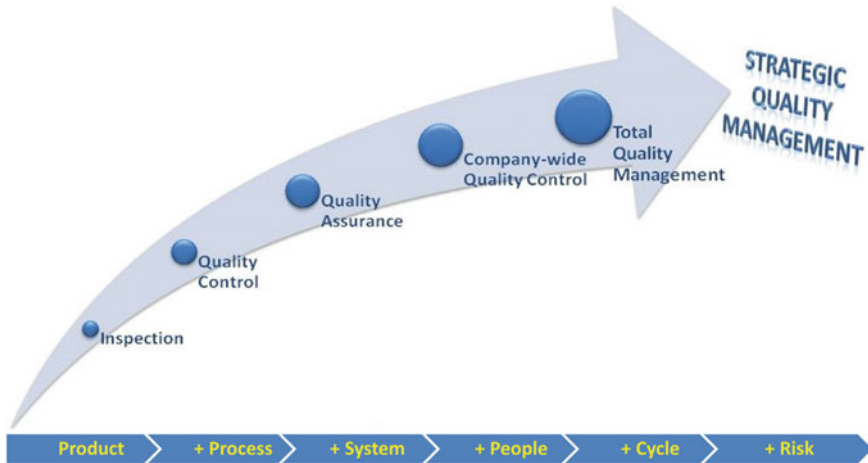 STRATEGIC
QUALITY
MANAGEMENT
Total
Quality
Management
Company-wide
Quality Control
Quality
Assurance
Quality
Control
Inspection
Product
+ Process
+ System
+ People
+ Cycle
+ Risk